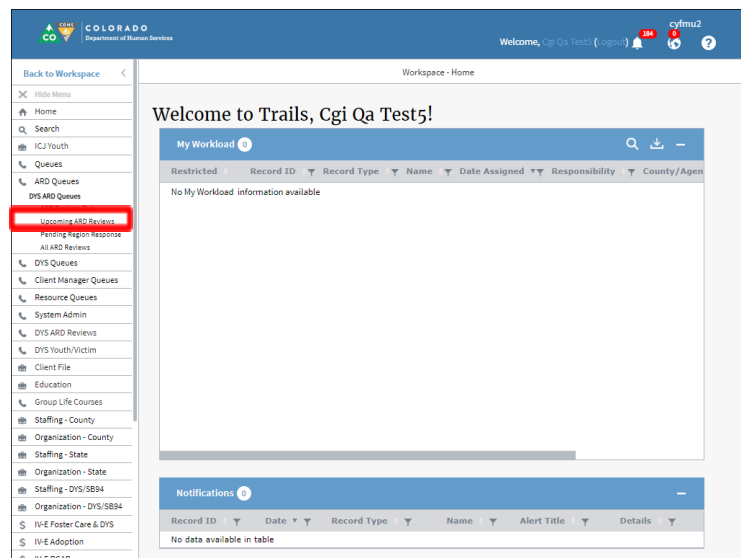 cyfmu2
CDHS
CO
COLORADO
Department of Human Services
Welcome, Cgi Qa Test5 (Logout)
184
0
Back to Workspace
Workspace - Home
Hide Menu
Home
Search
ICJ Youth
Queues
ARD Queues
DYS ARD Queues
Upcoming ARD Reviews
Pending Region Response
All ARD Reviews
DYS Queues
Client Manager Queues
Resource Queues
System Admin
DYS ARD Reviews
DYS Youth/Victim
Client File
Education
Group Life Courses
Staffing - County
Organization - County
Staffing - State
Organization - State
Staffing - DYS/SB94
Organization - DYS/SB94
IV-E Foster Care & DYS
IV-E Adoption
Welcome to Trails, Cgi Qa Test5!
My Workload 0
Restricted Record ID Record Type Name Date Assigned Responsibility County/Agen
No My Workload information available
Notifications 0
Record ID Date Record Type Name Alert Title Details
No data available in table